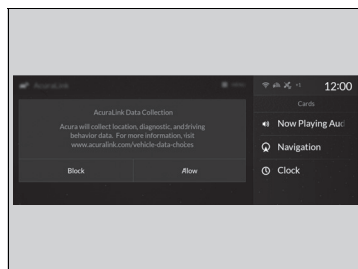 AcuraLink
12:00
Cards
AcuraLink Data Collection
Acura will collect location, diagnostic, and driving
behavior data. For more information, visit
www.acuralink.com/vehicle-data-choices
Block
Allow
Now Playing Aud
Navigation
Clock